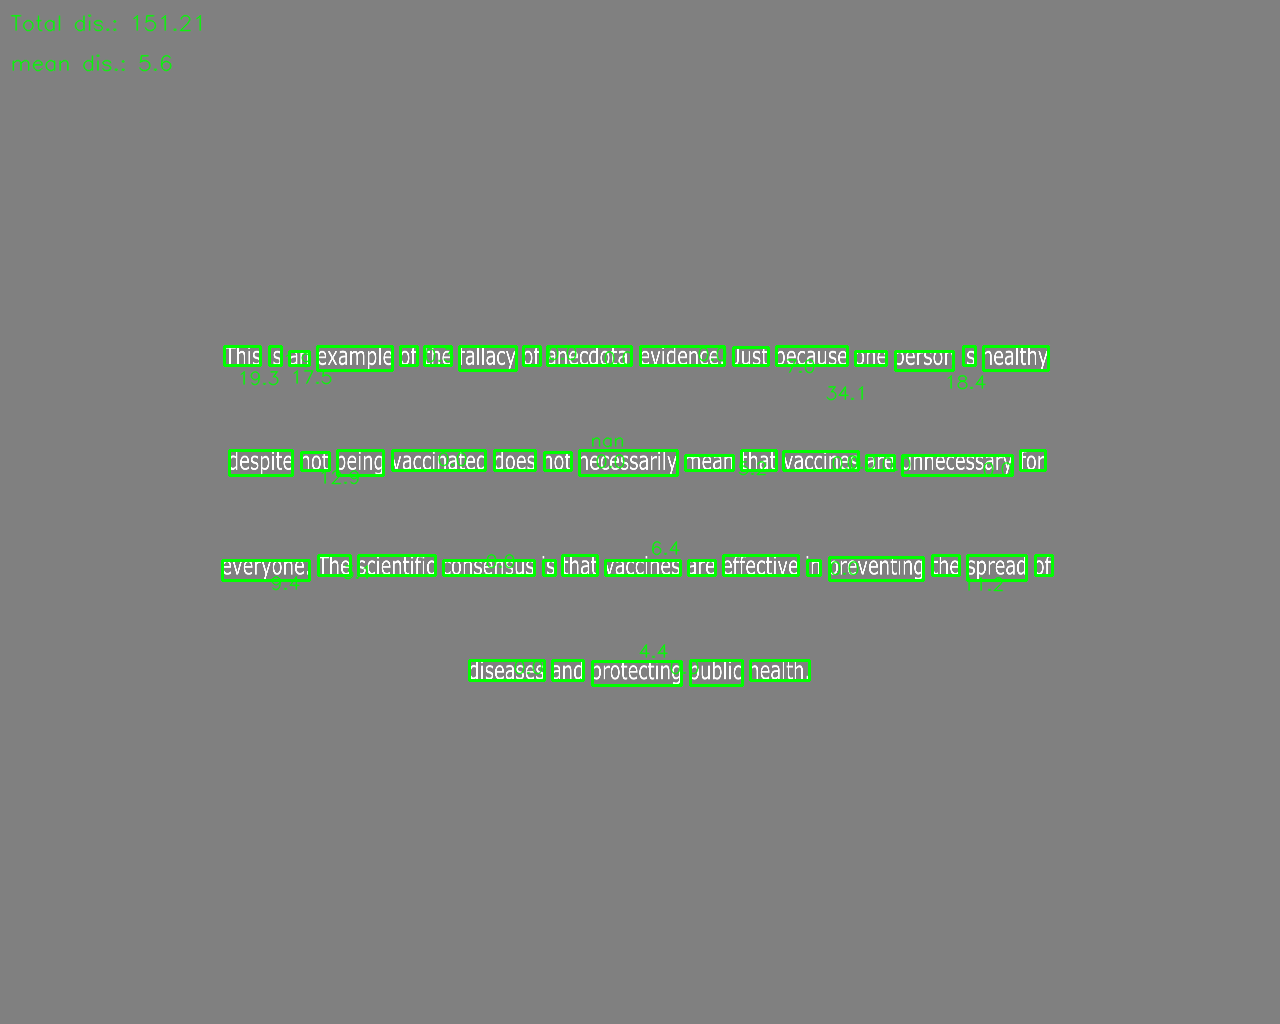 Total dis.: 151.21
mean dis.: 5.6
This is an example of the fallacy of anecdotal evidence. Just because one person is healthy
19.3 17.5 7.6 34.1 18.4
despite not being vaccinated does not necessarily mean that vaccines are unnecessary for
nan
12.9
everyone. The scientific consensus is that vaccines are effective in preventing the spread of
6.4
9.4 11.2
diseases and protecting public health.
4.4